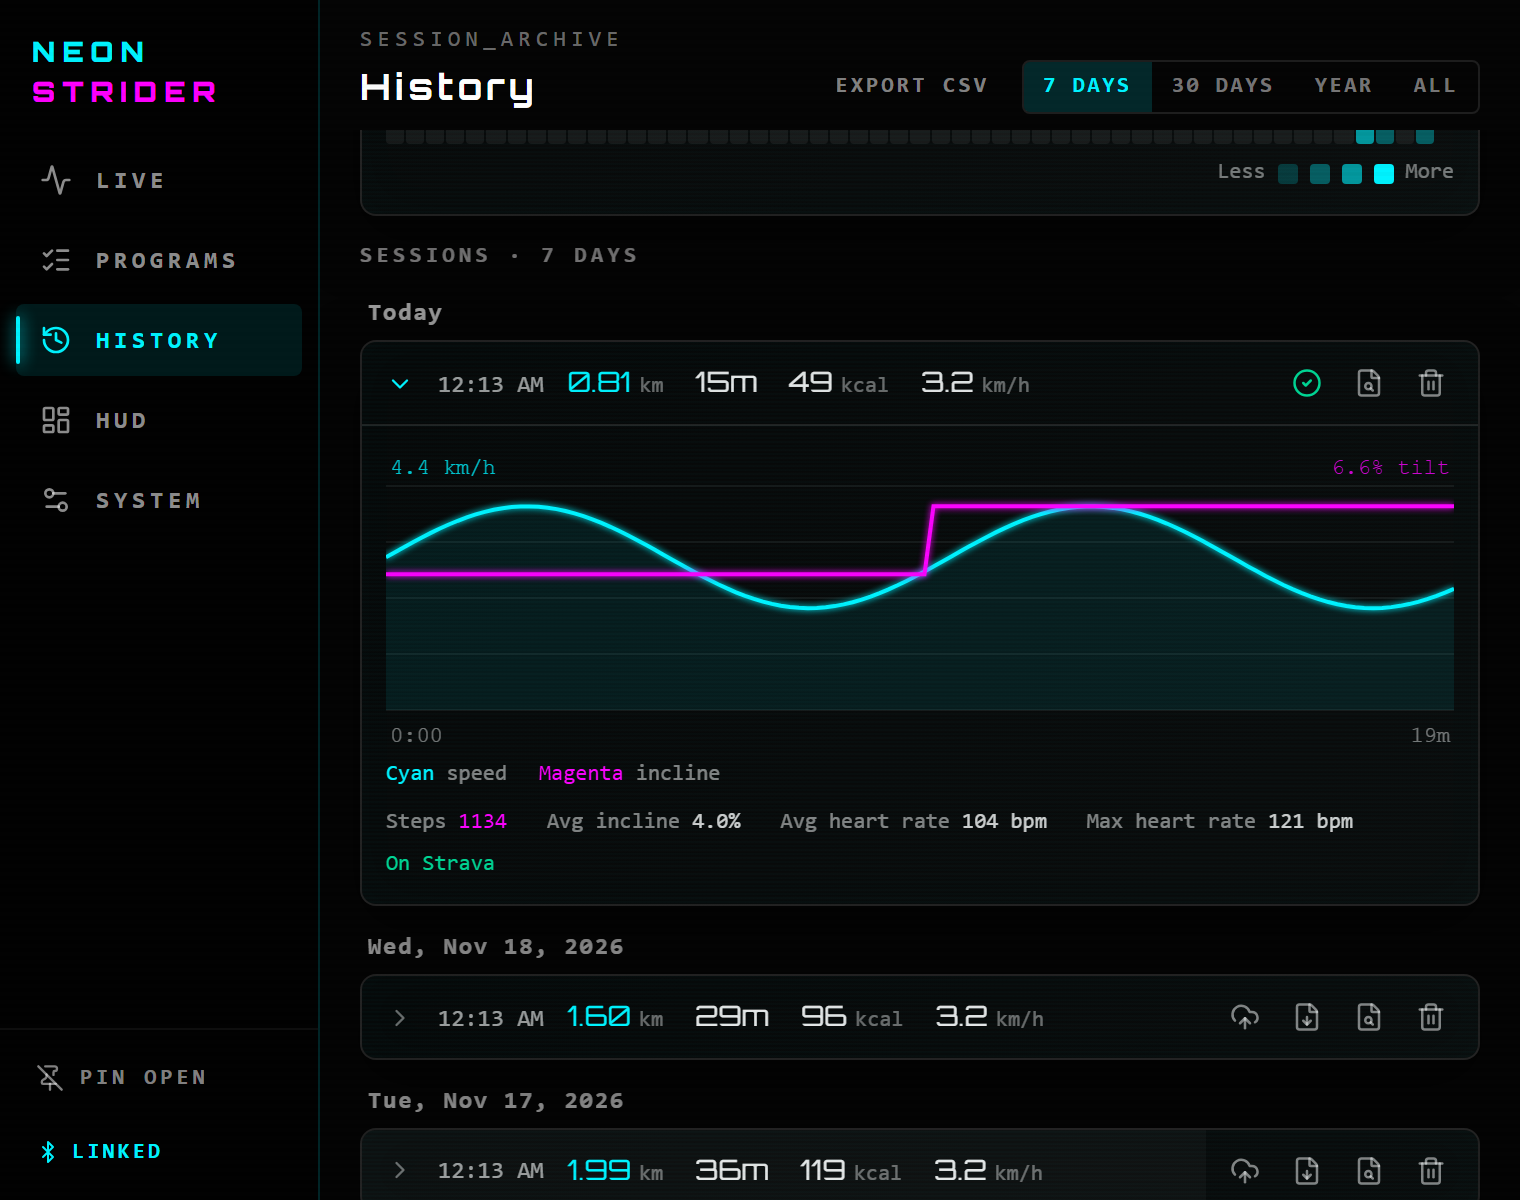 NEON
STRIDER
LIVE
PROGRAMS
HISTORY
HUD
SYSTEM
PIN OPEN
LINKED
SESSION_ARCHIVE
History
EXPORT CSV
7 DAYS
30 DAYS
YEAR
ALL
Less
More
SESSIONS · 7 DAYS
Today
12:13 AM 0.81 km 15m 49 kcal 3.2 km/h
4.4 km/h
6.6% tilt
0:00
19m
Cyan speed Magenta incline
Steps 1134 Avg incline 4.0% Avg heart rate 104 bpm Max heart rate 121 bpm
On Strava
Wed, Nov 18, 2026
12:13 AM 1.60 km 29m 96 kcal 3.2 km/h
Tue, Nov 17, 2026
12:13 AM 1.99 km 36m 119 kcal 3.2 km/h